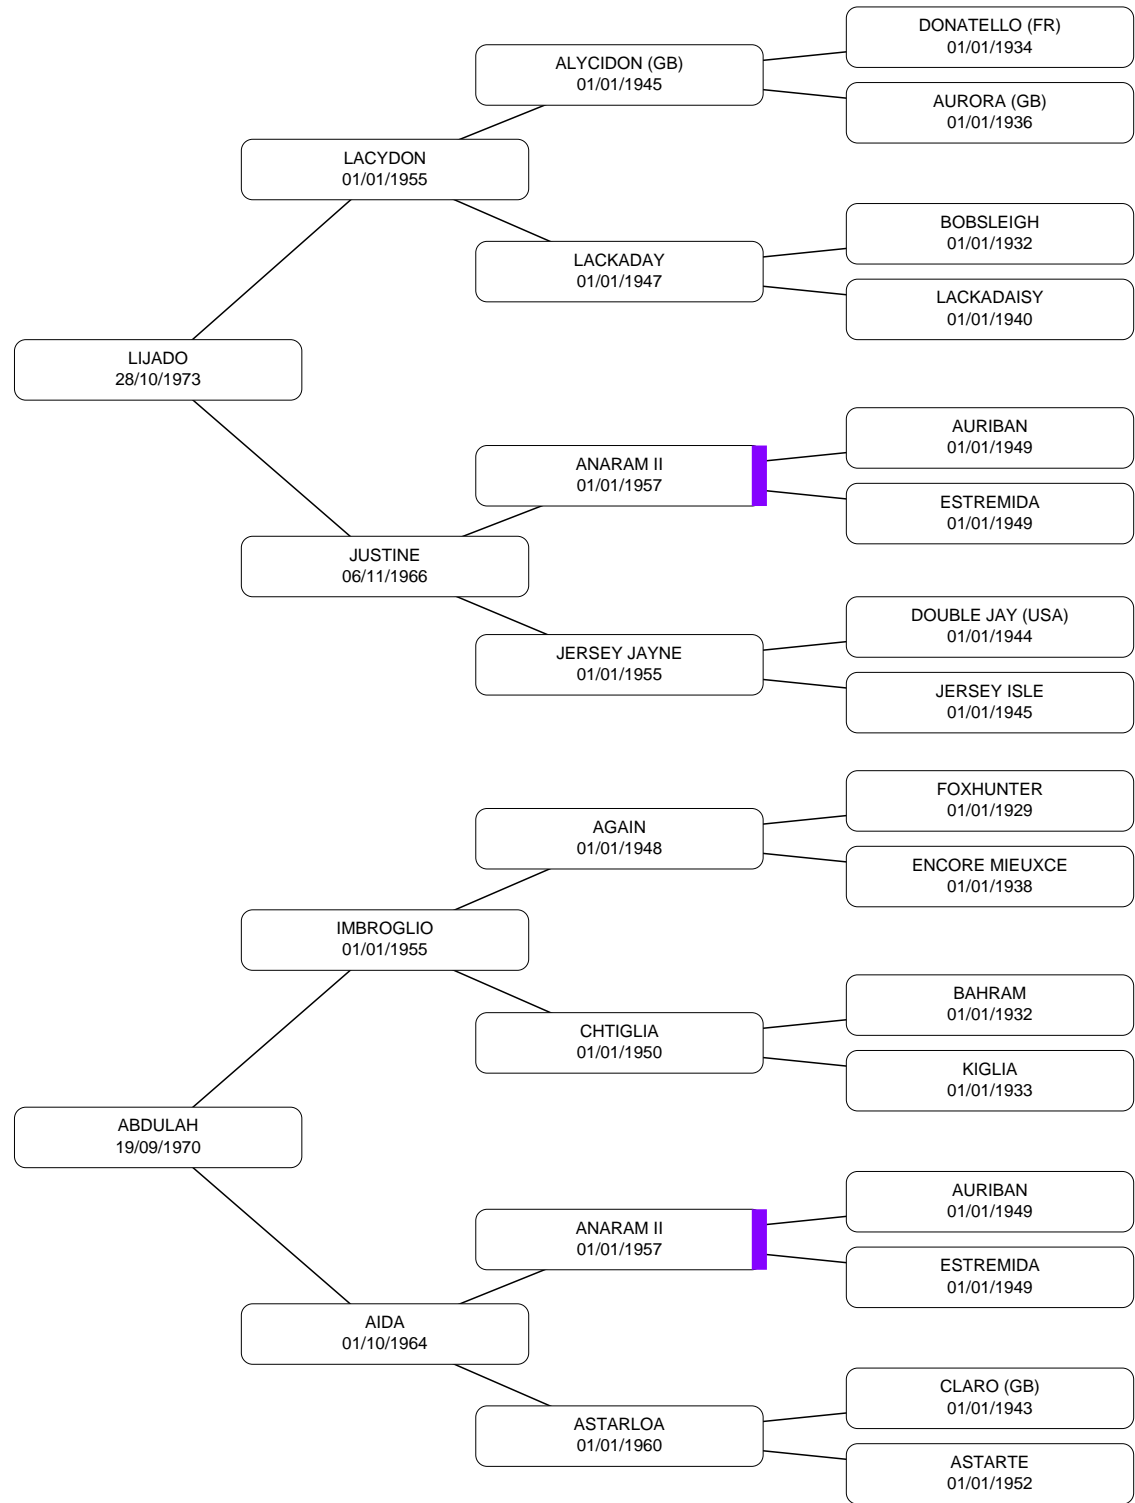 DONATELLO (FR)
01/01/1934
ALYCIDON (GB)
01/01/1945
AURORA (GB)
01/01/1936
LACYDON
01/01/1955
BOBSLEIGH
01/01/1932
LACKADAY
01/01/1947
LACKADAISY
01/01/1940
LIJADO
28/10/1973
AURIBAN
01/01/1949
ANARAM II
01/01/1957
ESTREMIDA
01/01/1949
JUSTINE
06/11/1966
DOUBLE JAY (USA)
01/01/1944
JERSEY JAYNE
01/01/1955
JERSEY ISLE
01/01/1945
FOXHUNTER
01/01/1929
AGAIN
01/01/1948
ENCORE MIEUXCE
01/01/1938
IMBROGLIO
01/01/1955
BAHRAM
01/01/1932
CHTIGLIA
01/01/1950
KIGLIA
01/01/1933
ABDULAH
19/09/1970
AURIBAN
01/01/1949
ANARAM II
01/01/1957
ESTREMIDA
01/01/1949
AIDA
01/10/1964
CLARO (GB)
01/01/1943
ASTARLOA
01/01/1960
ASTARTE
01/01/1952